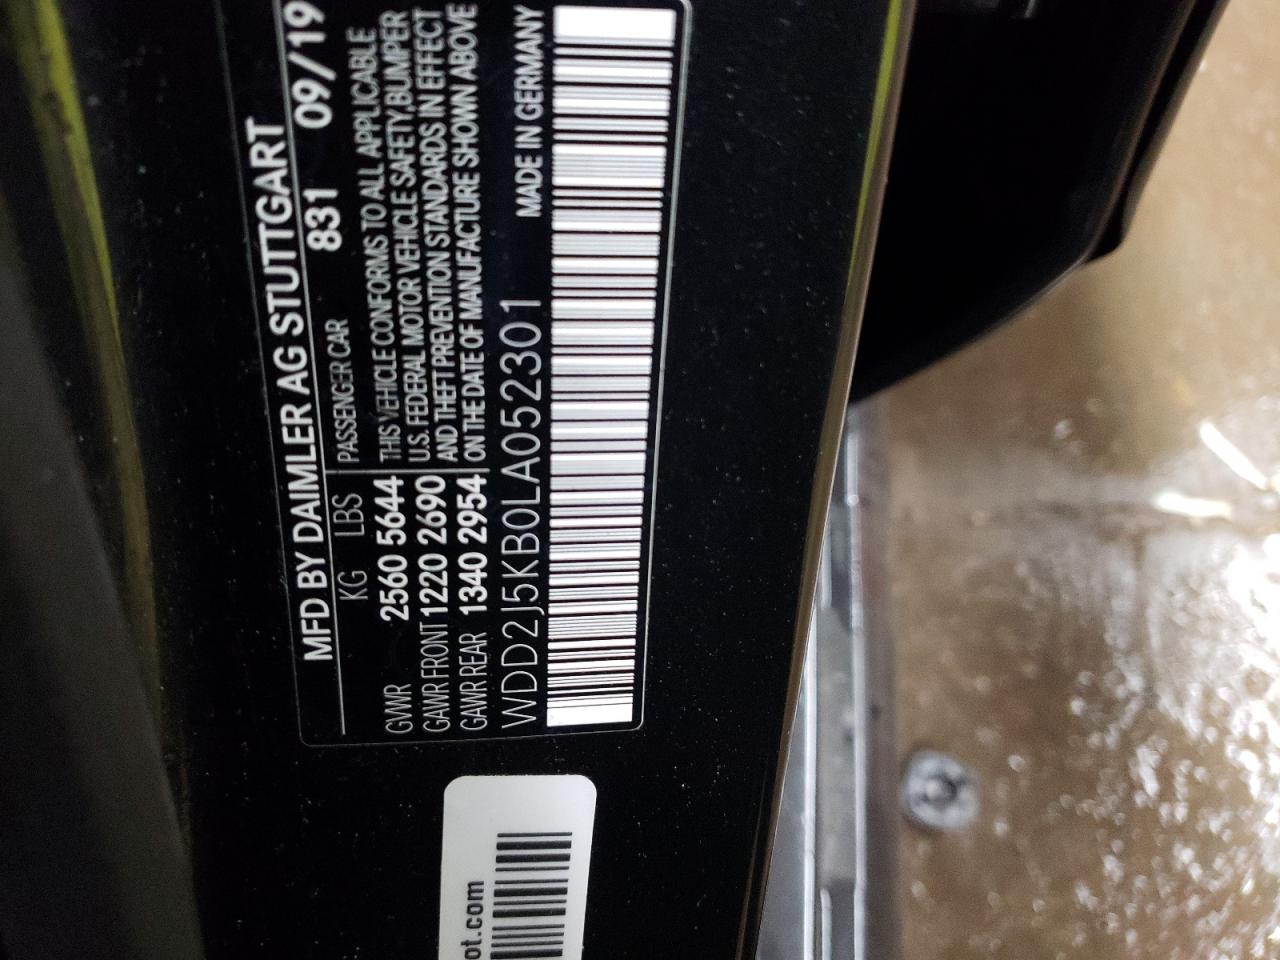 MFD BY DAIMLER AG STUTTGART
831 09/19
KG LBS PASSENGER CAR
GVWR 2560 5644
GAWR FRONT 1220 2690
GAWR REAR 1340 2954
THIS VEHICLE CONFORMS TO ALL APPLICABLE
U.S. FEDERAL MOTOR VEHICLE SAFETY, BUMPER
AND THEFT PREVENTION STANDARDS IN EFFECT
ON THE DATE OF MANUFACTURE SHOWN ABOVE
WDD2J5KB0LA052301 MADE IN GERMANY
ot.com